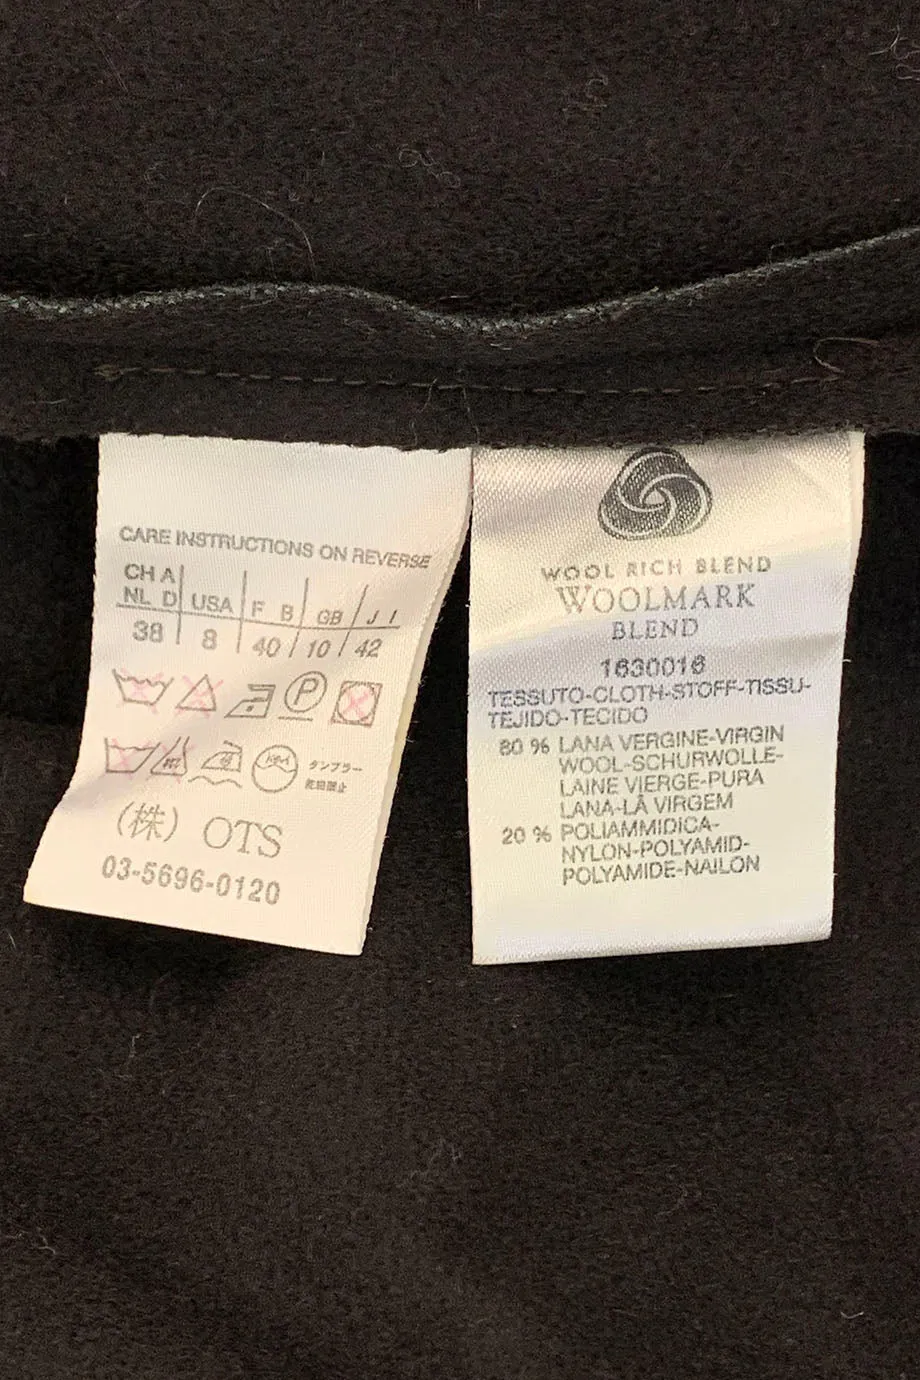 CARE INSTRUCTIONS ON REVERSE
CH A
NL D USA F B GB J I
38 8 40 10 42
P
タンブラー
乾燥禁止
(株) OTS
03-5696-0120
WOOL RICH BLEND
WOOLMARK
BLEND
1630016
TESSUTO-CLOTH-STOFF-TISSU-
TEJIDO-TECIDO
80 % LANA VERGINE-VIRGIN
WOOL-SCHURWOLLE-
LAINE VIERGE-PURA
LANA-LÃ VIRGEM
20 % POLIAMMIDICA-
NYLON-POLYAMID-
POLYAMIDE-NAILON